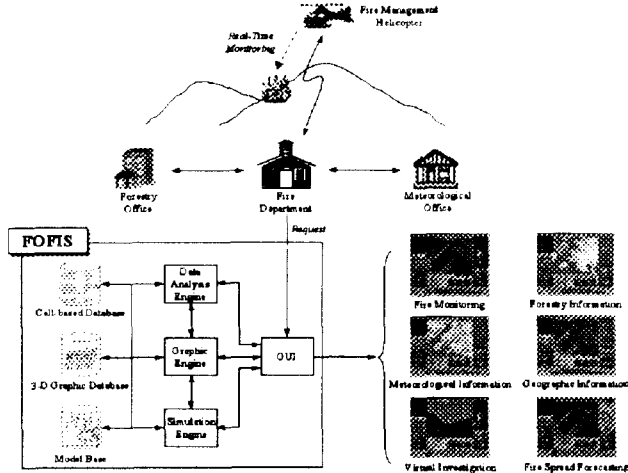 Fire Management
Helicopter
Real-Time
Monitoring
Forestry
Office
Fire
Department
Meteorological
Office
Request
FOFIS
Data
Analysis
Engine
Cell-based Database
Graphic
Engine
GUI
3-D Graphic Database
Simulation
Engine
Model Base
Fire Monitoring
Forestry Information
Meteorological Information
Geographic Information
Virtual Investigation
Fire Spread Forecasting